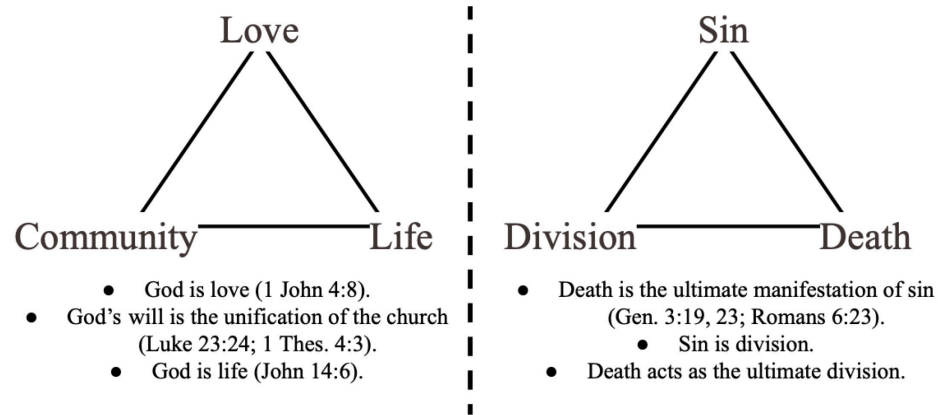 Love
Community
Life
• God is love (1 John 4:8).
• God’s will is the unification of the church
(Luke 23:24; 1 Thes. 4:3).
• God is life (John 14:6).
Sin
Division
Death
• Death is the ultimate manifestation of sin
(Gen. 3:19, 23; Romans 6:23).
• Sin is division.
• Death acts as the ultimate division.